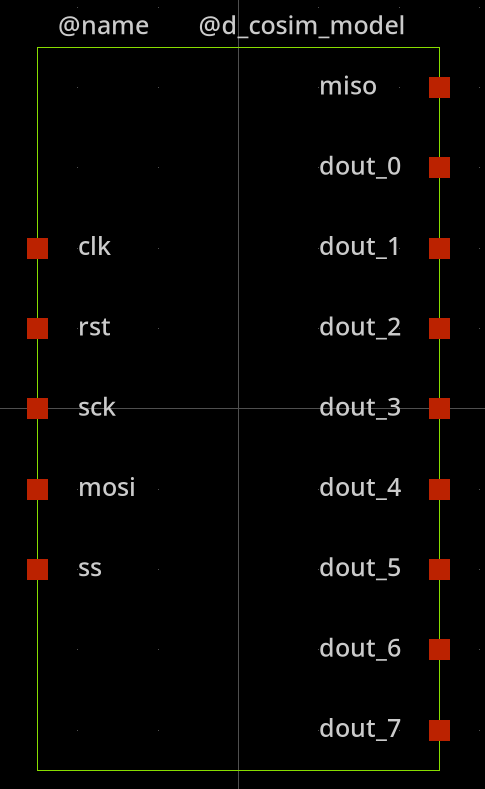 @name @d_cosim_model
miso
dout_0
clk dout_1
rst dout_2
sck dout_3
mosi dout_4
ss dout_5
dout_6
dout_7